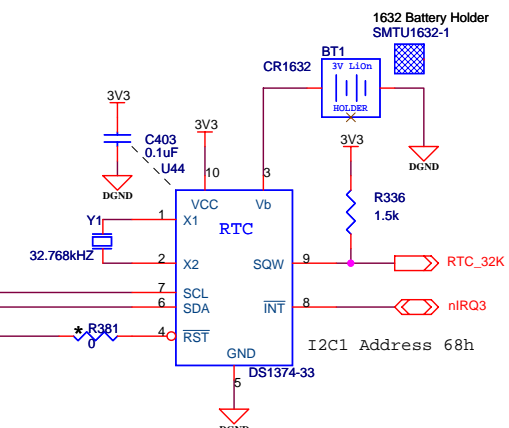 1632 Battery Holder
SMTU1632-1
BT1
CR1632
3V LiOn
HOLDER
3V3
3V3
3V3
C403
0.1uF
U44
DGND
DGND
10
3
VCC
Vb
R336
1.5k
Y1
1
X1
RTC
32.768kHZ
2
X2
SQW
9
RTC_32K
7
SCL
6
SDA
INT
8
nIRQ3
*
R381
0
4
RST
I2C1 Address 68h
GND
DS1374-33
5
DGND